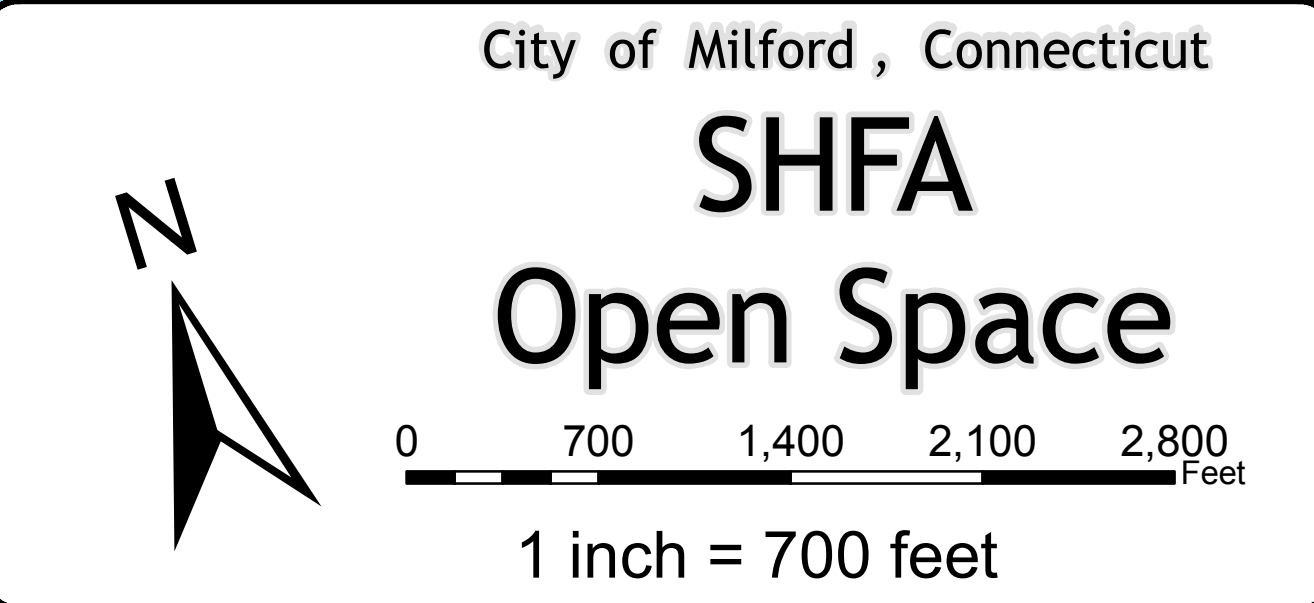 City of Milford , Connecticut
SHFA
N
Open Space
0 700 1,400 2,100 2,800
Feet
1 inch = 700 feet